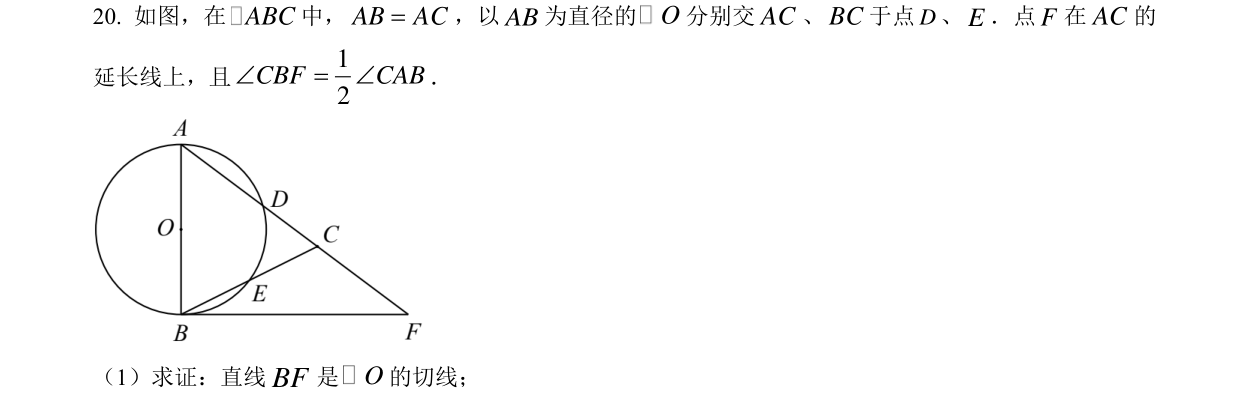 20. 如图，在□ABC中，AB = AC，以AB为直径的□ O分别交AC、BC于点D、E．点F在AC的
延长线上，且∠CBF = \frac{1}{2}∠CAB．
A
D
O
C
E
B
F
（1）求证：直线BF是□ O的切线；